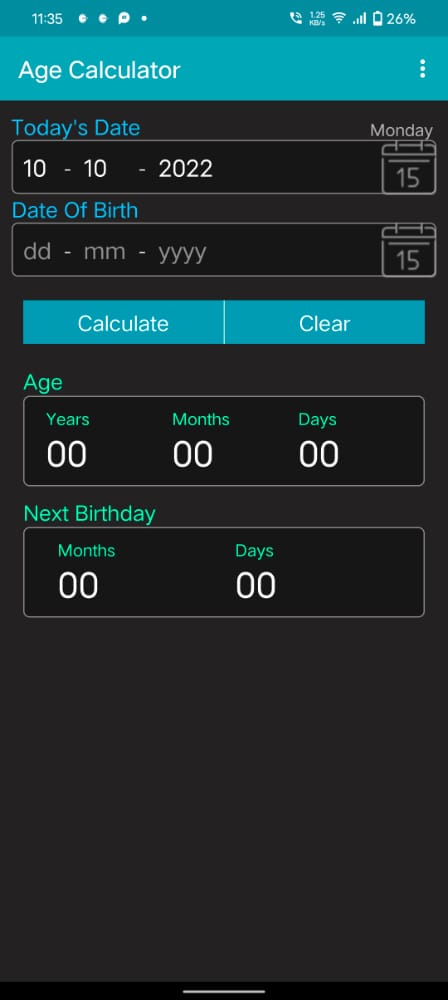 11:35 1.25 KB/s 26%
Age Calculator
Today's Date Monday
10 - 10 - 2022 15
Date Of Birth
dd - mm - yyyy 15
Calculate Clear
Age
Years Months Days
00 00 00
Next Birthday
Months Days
00 00